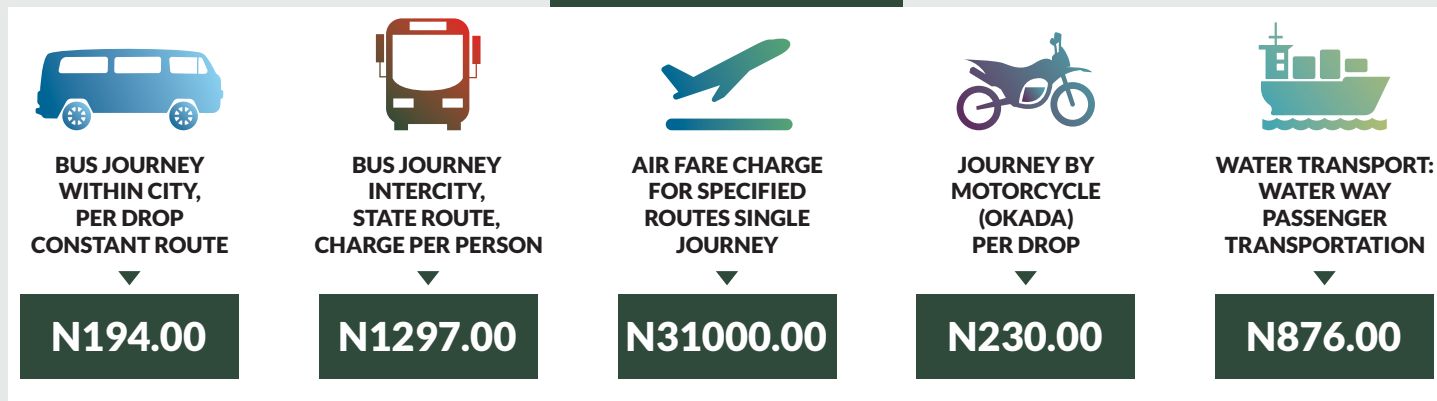 BUS JOURNEY
WITHIN CITY,
PER DROP
CONSTANT ROUTE
N194.00
BUS JOURNEY
INTERCITY,
STATE ROUTE,
CHARGE PER PERSON
N1297.00
AIR FARE CHARGE
FOR SPECIFIED
ROUTES SINGLE
JOURNEY
N31000.00
JOURNEY BY
MOTORCYCLE
(OKADA)
PER DROP
N230.00
WATER TRANSPORT:
WATER WAY
PASSENGER
TRANSPORTATION
N876.00